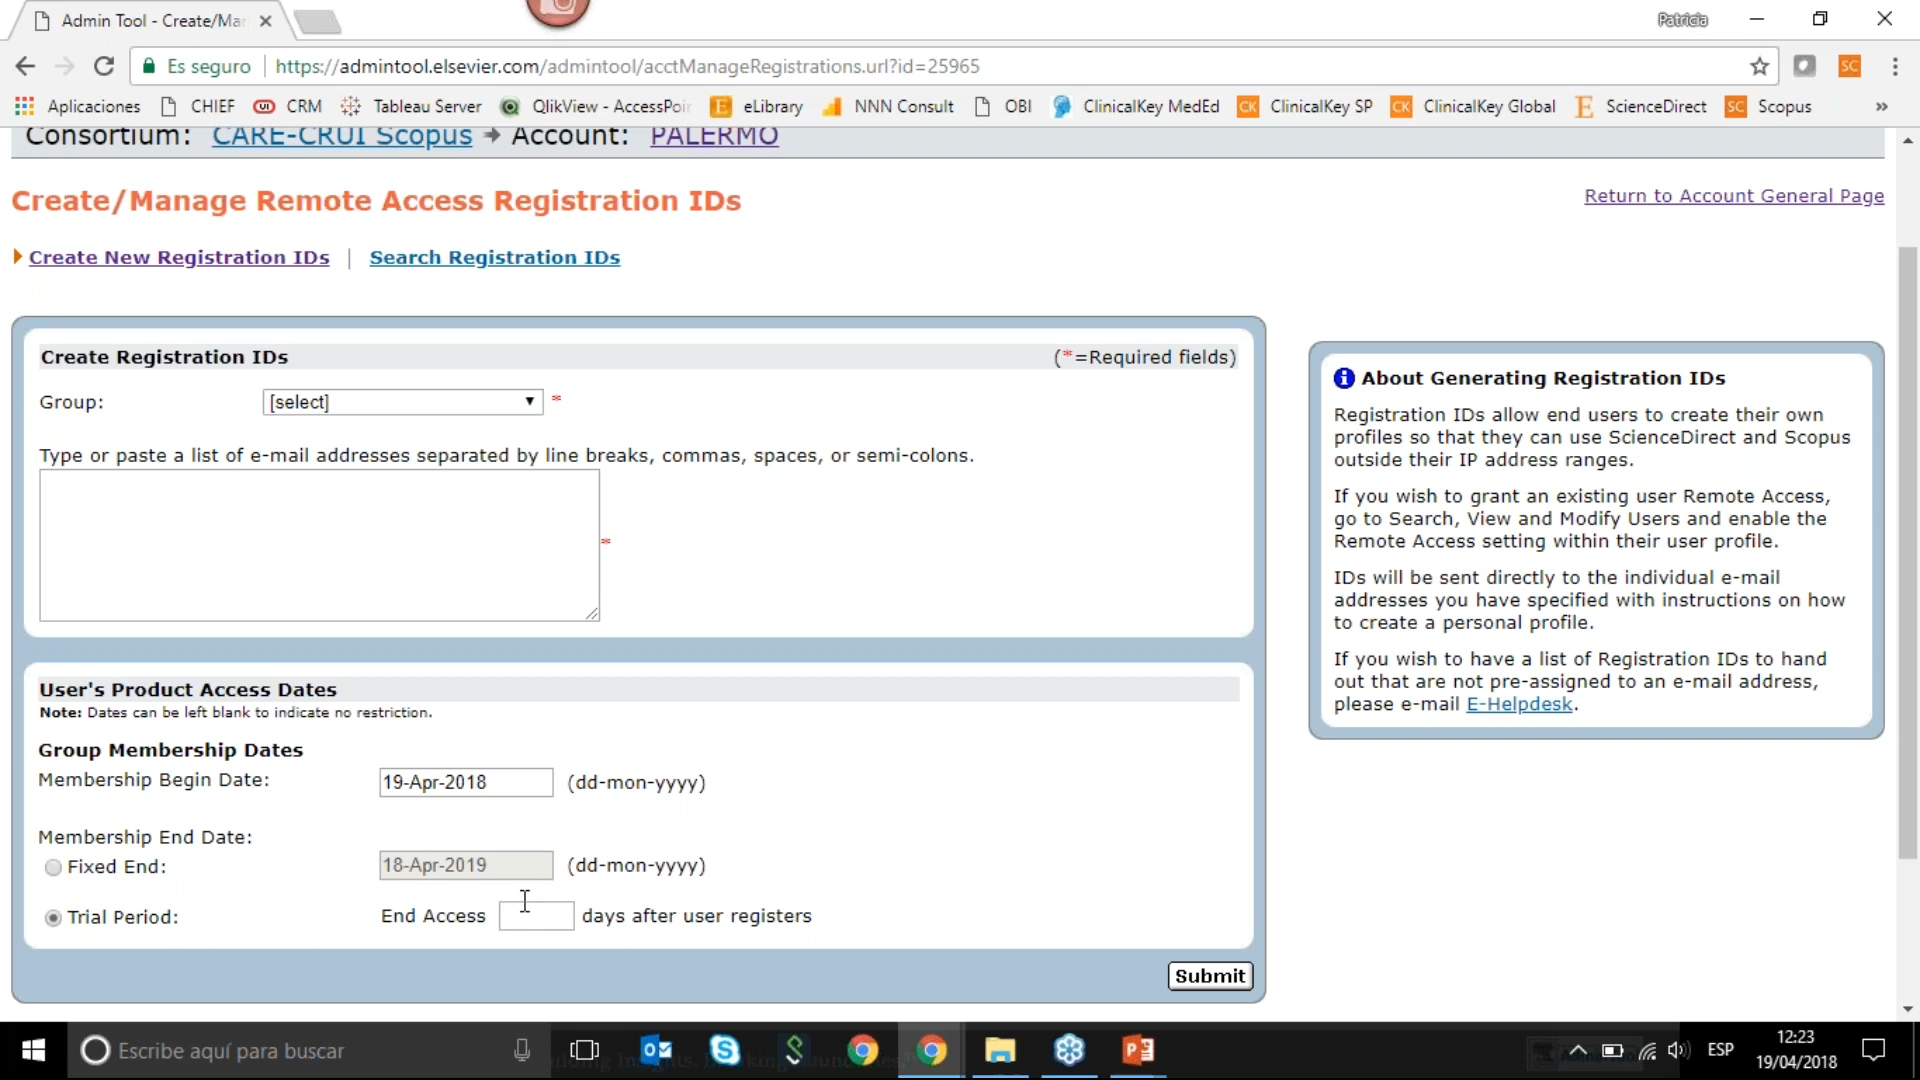 Admin Tool - Create/Mar
Patricia
Es seguro
https://admintool.elsevier.com/admintool/acctManageRegistrations.url?id=25965
SC
Aplicaciones CHIEF CRM Tableau Server QlikView - AccessPoin eLibrary NNN Consult OBI ClinicalKey MedEd CK ClinicalKey SP CK ClinicalKey Global ScienceDirect SC Scopus »
Consortium: CARE-CRUI Scopus → Account: PALERMO
Create/Manage Remote Access Registration IDs
Return to Account General Page
Create New Registration IDs | Search Registration IDs
Create Registration IDs
(*=Required fields)
Group: [select] *
Type or paste a list of e-mail addresses separated by line breaks, commas, spaces, or semi-colons.
*
User's Product Access Dates
Note: Dates can be left blank to indicate no restriction.
Group Membership Dates
Membership Begin Date: 19-Apr-2018 (dd-mon-yyyy)
Membership End Date:
Fixed End: 18-Apr-2019 (dd-mon-yyyy)
Trial Period: End Access days after user registers
Submit
About Generating Registration IDs
Registration IDs allow end users to create their own
profiles so that they can use ScienceDirect and Scopus
outside their IP address ranges.
If you wish to grant an existing user Remote Access,
go to Search, View and Modify Users and enable the
Remote Access setting within their user profile.
IDs will be sent directly to the individual e-mail
addresses you have specified with instructions on how
to create a personal profile.
If you wish to have a list of Registration IDs to hand
out that are not pre-assigned to an e-mail address,
please e-mail E-Helpdesk.
Escribe aquí para buscar
ESP
12:23
19/04/2018